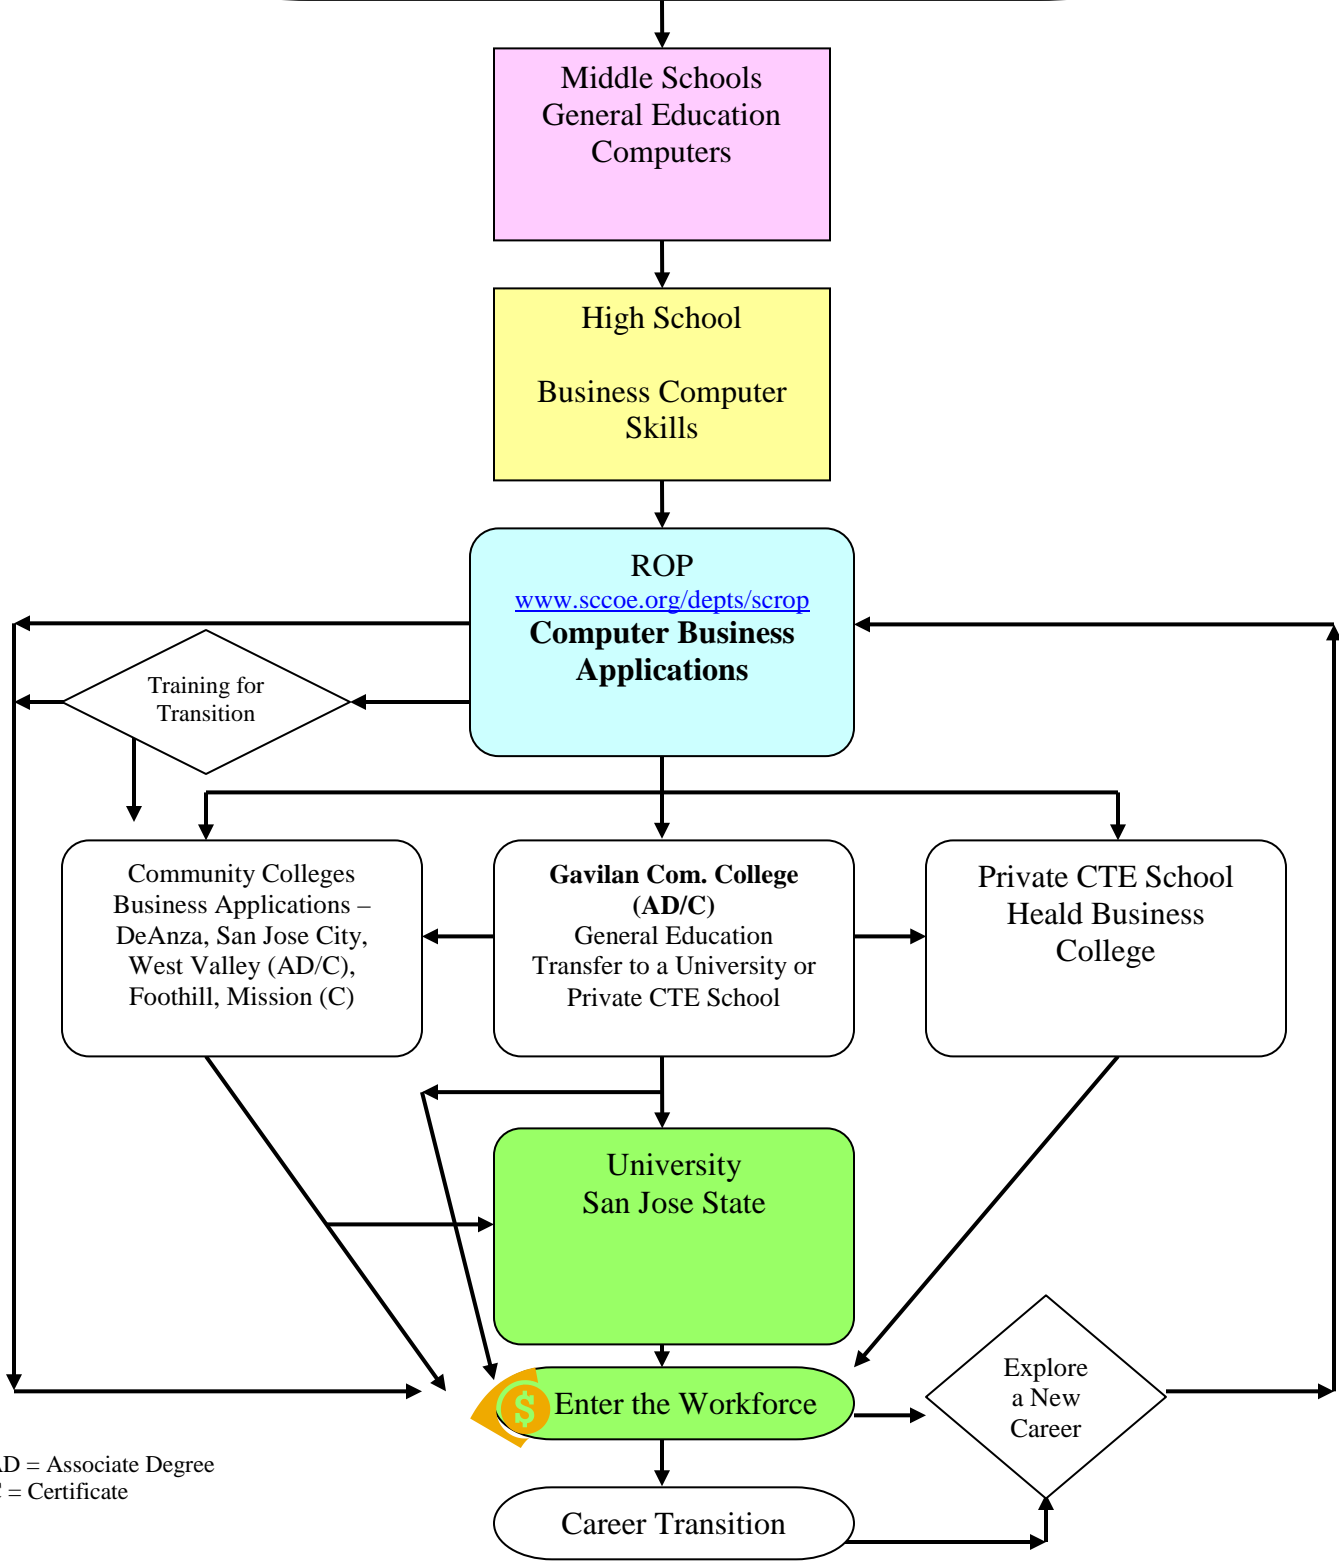 Middle Schools
General Education
Computers
High School
Business Computer
Skills
ROP
www.sccoe.org/depts/scrop
Computer Business
Applications
Training for
Transition
Community Colleges
Business Applications –
DeAnza, San Jose City,
West Valley (AD/C),
Foothill, Mission (C)
Gavilan Com. College
(AD/C)
General Education
Transfer to a University or
Private CTE School
Private CTE School
Heald Business
College
University
San Jose State
Enter the Workforce
$
Explore
a New
Career
AD = Associate Degree
C = Certificate
Career Transition